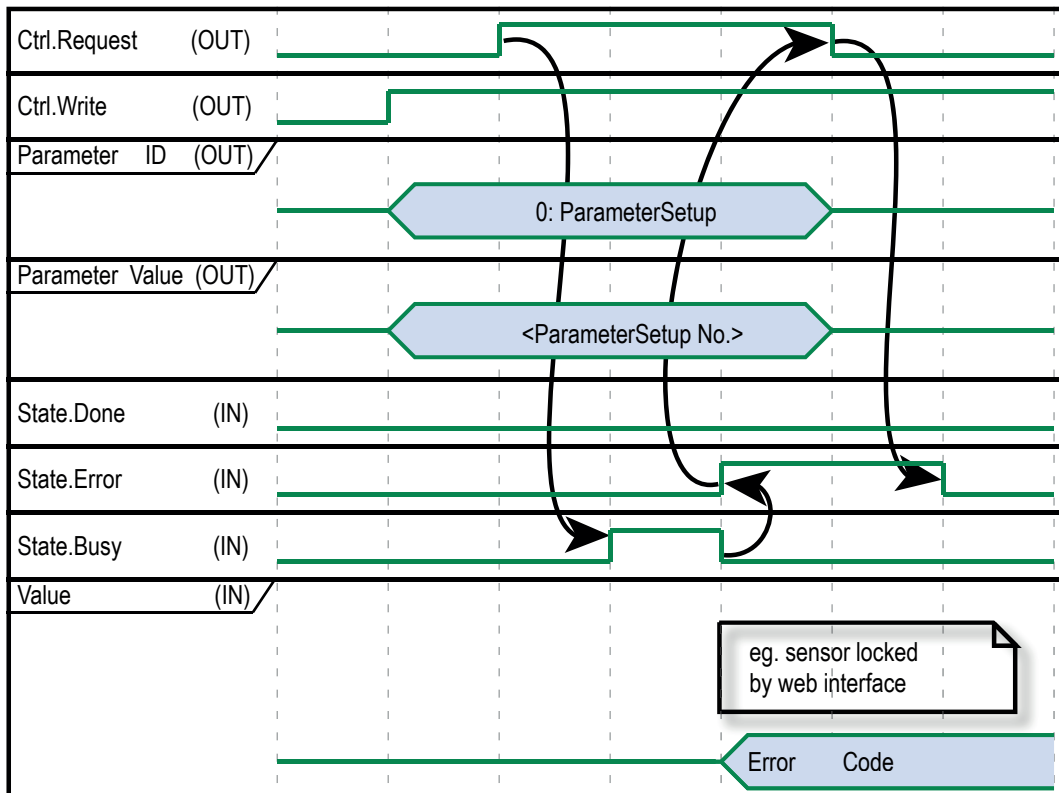 Ctrl.Request (OUT)
Ctrl.Write (OUT)
Parameter ID (OUT)
0: ParameterSetup
Parameter Value (OUT)
<ParameterSetup No.>
State.Done (IN)
State.Error (IN)
State.Busy (IN)
Value (IN)
eg. sensor locked
by web interface
Error Code